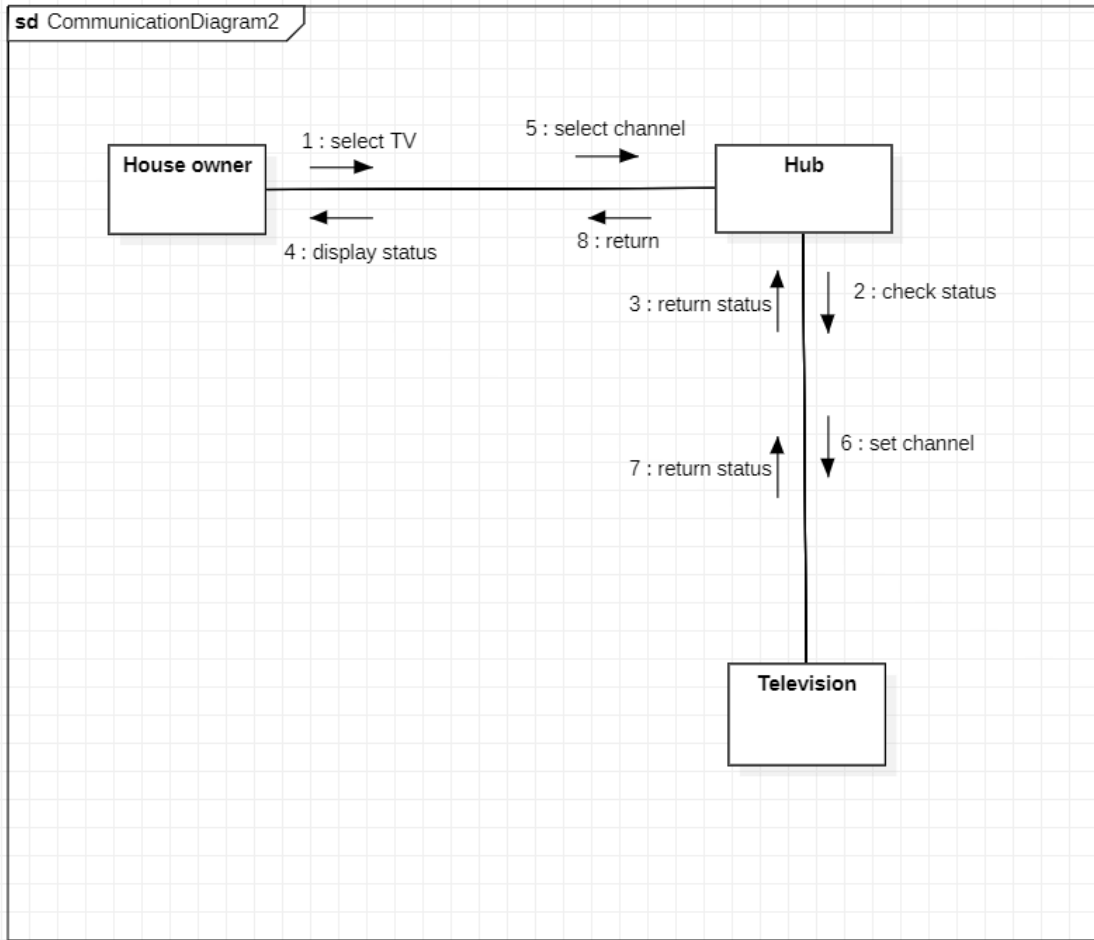 sd CommunicationDiagram2
1 : select TV
5 : select channel
House owner
Hub
4 : display status
8 : return
3 : return status
2 : check status
7 : return status
6 : set channel
Television